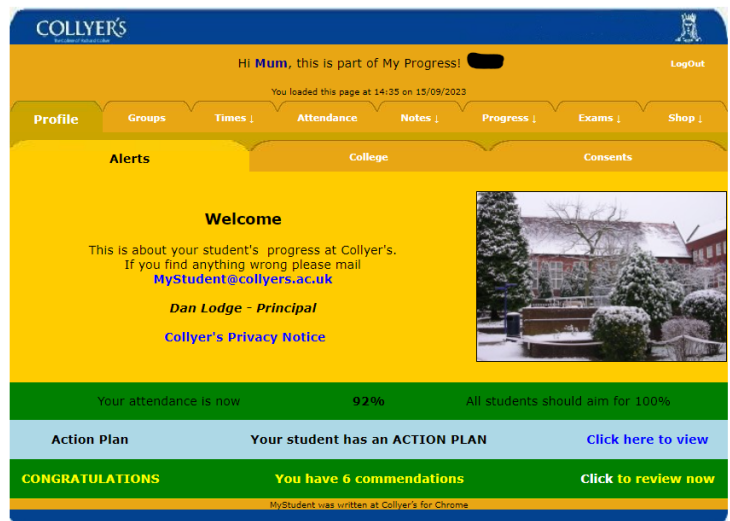 COLLYER'S
Hi Mum, this is part of My Progress!
LogOut
You loaded this page at 14:35 on 15/09/2023
Profile Groups Times ↓ Attendance Notes ↓ Progress ↓ Exams ↓ Shop ↓
Alerts College Consents
Welcome
This is about your student's progress at Collyer's.
If you find anything wrong please mail
MyStudent@collyers.ac.uk
Dan Lodge - Principal
Collyer's Privacy Notice
Your attendance is now 92% All students should aim for 100%
Action Plan Your student has an ACTION PLAN Click here to view
CONGRATULATIONS You have 6 commendations Click to review now
MyStudent was written at Collyer's for Chrome